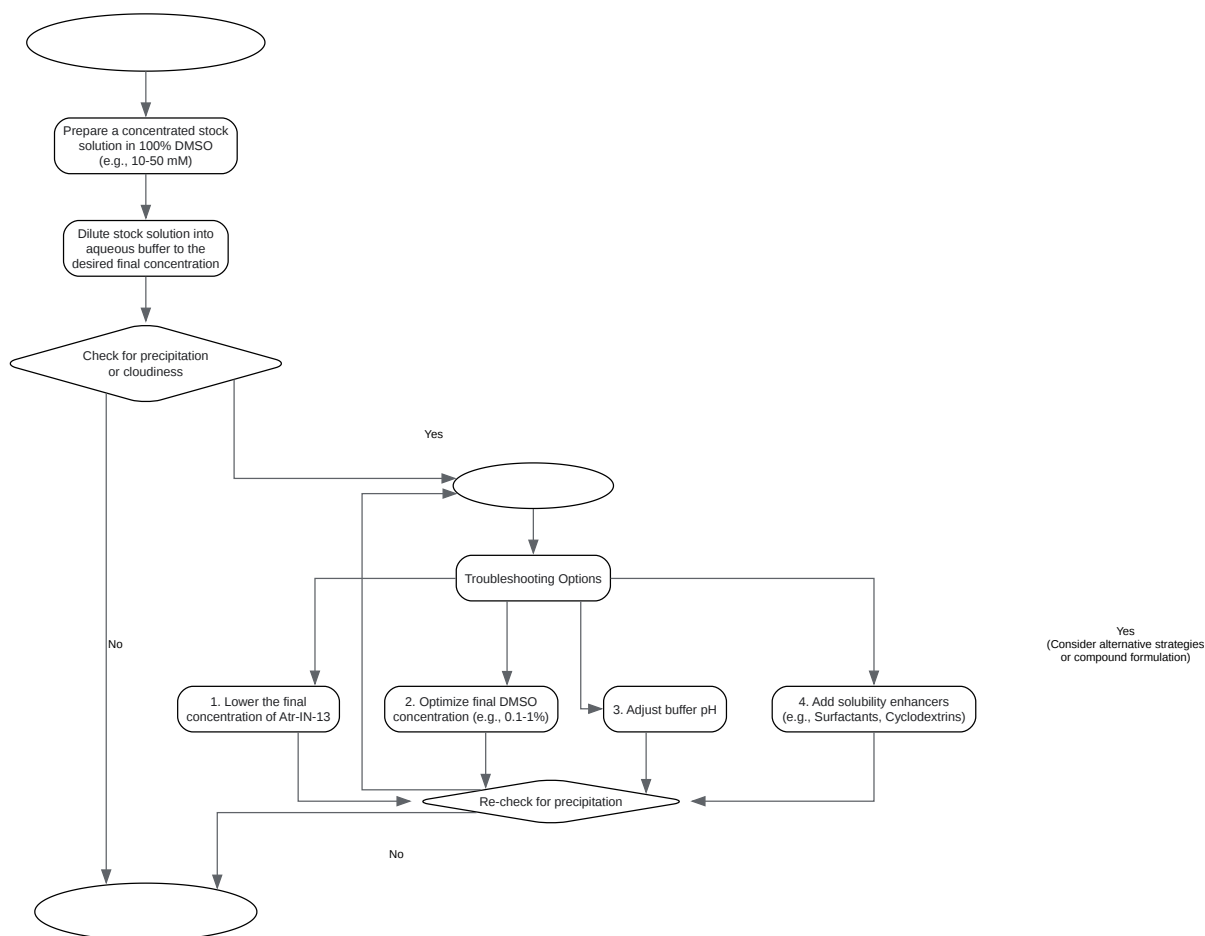 Prepare a concentrated stock
solution in 100% DMSO
(e.g., 10-50 mM)
Dilute stock solution into
aqueous buffer to the
desired final concentration
Check for precipitation
or cloudiness
Yes
Troubleshooting Options
No
Yes
(Consider alternative strategies
or compound formulation)
1. Lower the final
concentration of Atr-IN-13
2. Optimize final DMSO
concentration (e.g., 0.1-1%)
3. Adjust buffer pH
4. Add solubility enhancers
(e.g., Surfactants, Cyclodextrins)
Re-check for precipitation
No